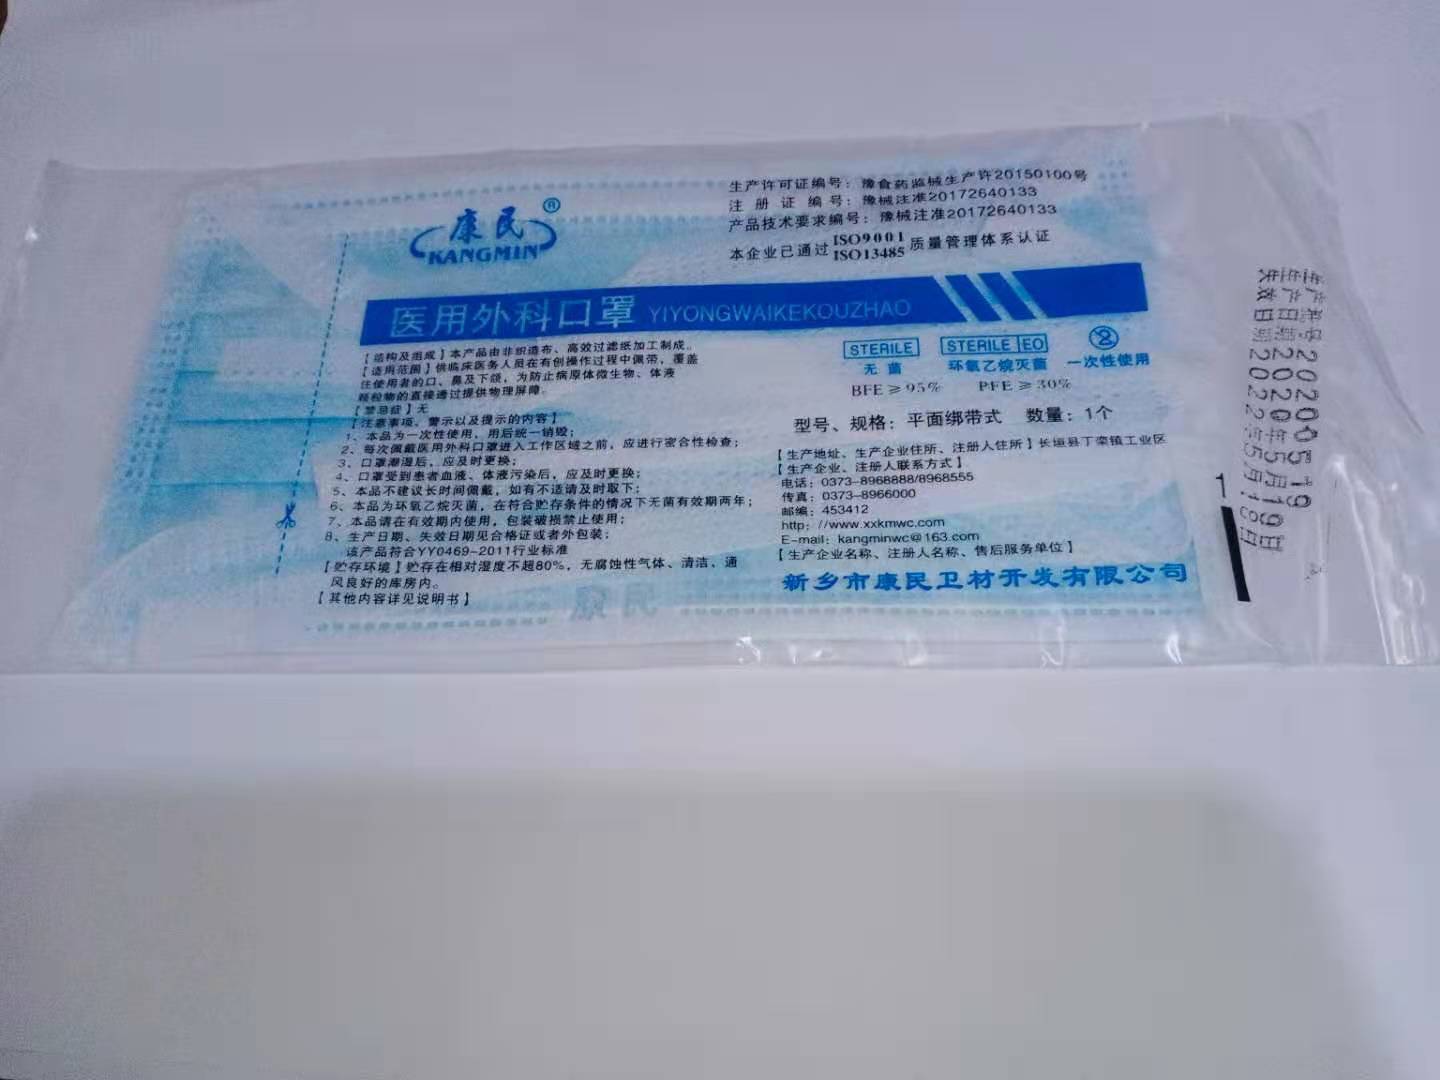 康民®
KANGMIN
生产许可证编号：豫食药监械生产许20150100号
注 册 证 编 号：豫械注准20172640133
产品技术要求编号：豫械注准20172640133
本企业已通过 ISO9001 ISO13485 质量管理体系认证
医用外科口罩 YIYONGWAIKEKOUZHAO
【结构及组成】本产品由非织造布、高效过滤纸加工制成。
【适用范围】供临床医务人员在有创操作过程中佩带，覆盖
住使用者的口、鼻及下颌，为防止病原体微生物、体液
颗粒物的直接透过提供物理屏障。
【禁忌症】无
【注意事项、警示以及提示的内容】
1、本品为一次性使用，用后统一销毁；
2、每次佩戴医用外科口罩进入工作区域之前，应进行密合性检查；
3、口罩潮湿后，应及时更换；
4、口罩受到患者血液、体液污染后，应及时更换；
5、本品不建议长时间佩戴，如有不适请及时取下；
6、本品为环氧乙烷灭菌，在符合贮存条件的情况下无菌有效期两年；
7、本品请在有效期内使用，包装破损禁止使用；
8、生产日期、失效日期见合格证或者外包装；
该产品符合YY0469-2011行业标准
【贮存环境】贮存在相对湿度不超80%，无腐蚀性气体、清洁、通
风良好的库房内。
【其他内容详见说明书】
STERILE STERILE EO
无菌 环氧乙烷灭菌 一次性使用
BFE≥95% PFE≥30%
型号、规格：平面绑带式 数量：1个
【生产地址、生产企业住所、注册人住所】长垣县丁栾镇工业区
【生产企业、注册人联系方式】
电话：0373-8968888/8968555
传真：0373-8966000
邮编：453412
http：//www.xxkmwc.com
E-mail：kangminwc@163.com
【生产企业名称、注册人名称、售后服务单位】
新乡市康民卫材开发有限公司
康民
1
20200519
生产日期2020年5月19日
失效日期2022年5月18日